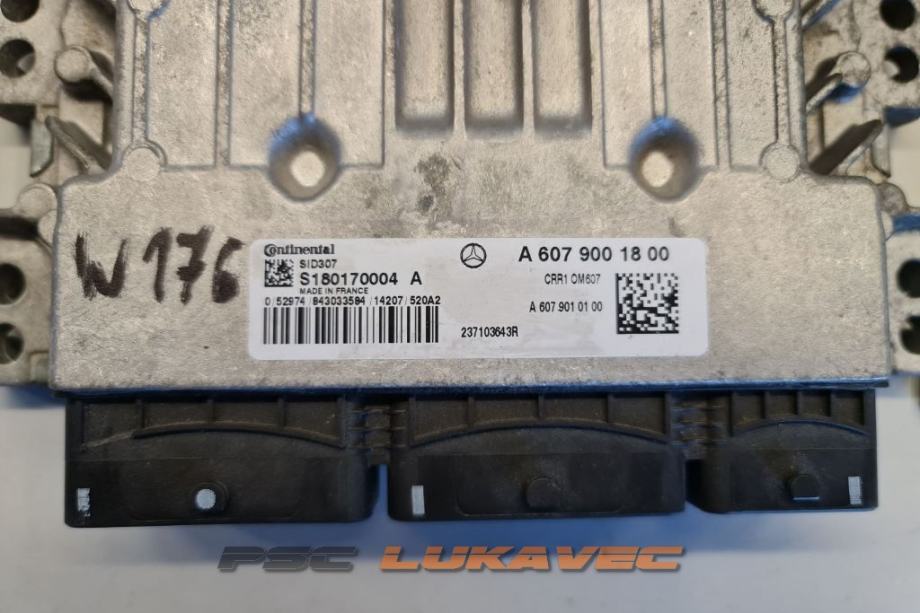 W176
Continental
SID307
S180170004 A
MADE IN FRANCE
0/52974/843033584/14207/520A2
A 607 900 18 00
CRR1 OM607
A 607 901 01 00
237103643R
PSC LUKAVEC